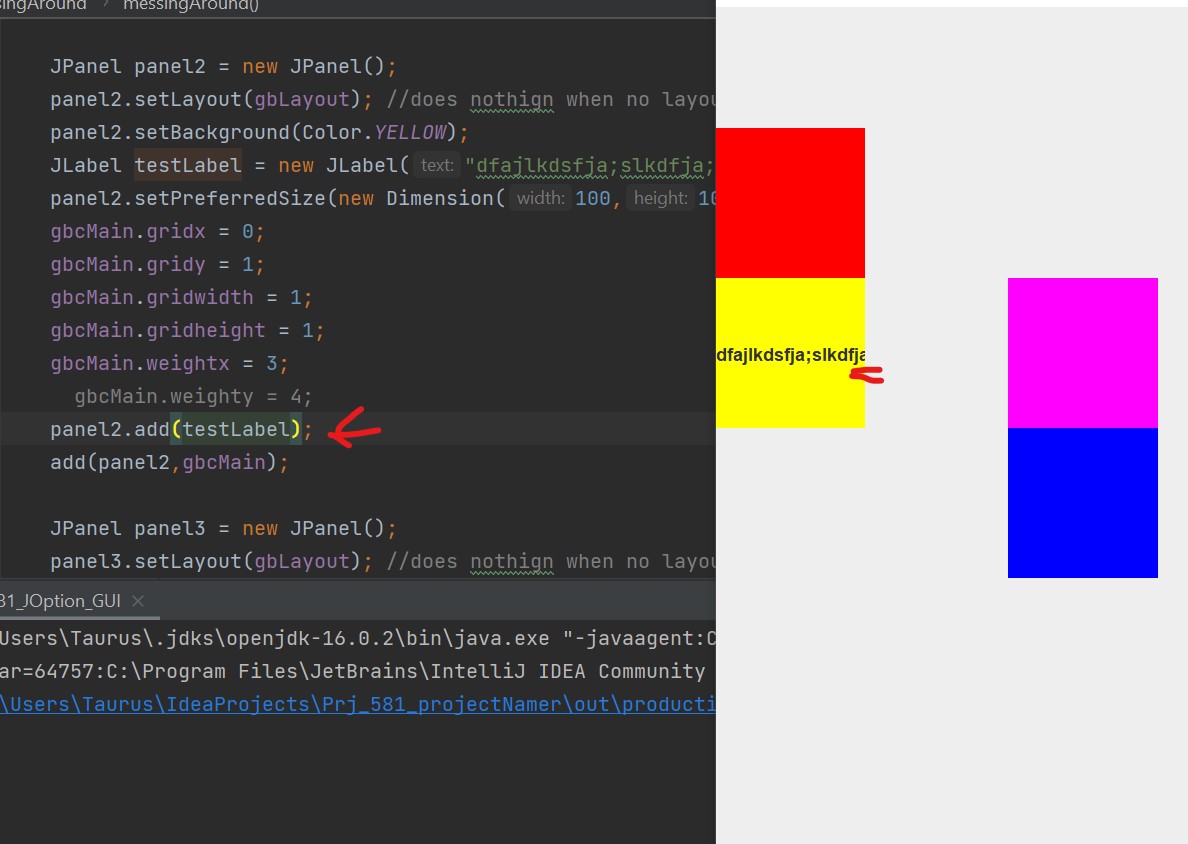 singAround > messingAround()
JPanel panel2 = new JPanel();
panel2.setLayout(gbLayout); //does nothign when no layou
panel2.setBackground(Color.YELLOW);
JLabel testLabel = new JLabel( text: "dfajlkdsfja;slkdfja;
panel2.setPreferredSize(new Dimension( width: 100, height: 10
gbcMain.gridx = 0;
gbcMain.gridy = 1;
gbcMain.gridwidth = 1;
gbcMain.gridheight = 1;
gbcMain.weightx = 3;
gbcMain.weighty = 4;
panel2.add(testLabel);
add(panel2,gbcMain);
JPanel panel3 = new JPanel();
panel3.setLayout(gbLayout); //does nothign when no layou
81_JOption_GUI ×
Users\Taurus\.jdks\openjdk-16.0.2\bin\java.exe "-javaagent:C
ar=64757:C:\Program Files\JetBrains\IntelliJ IDEA Community
\Users\Taurus\IdeaProjects\Prj_581_projectNamer\out\producti
dfajlkdsfja;slkdfja